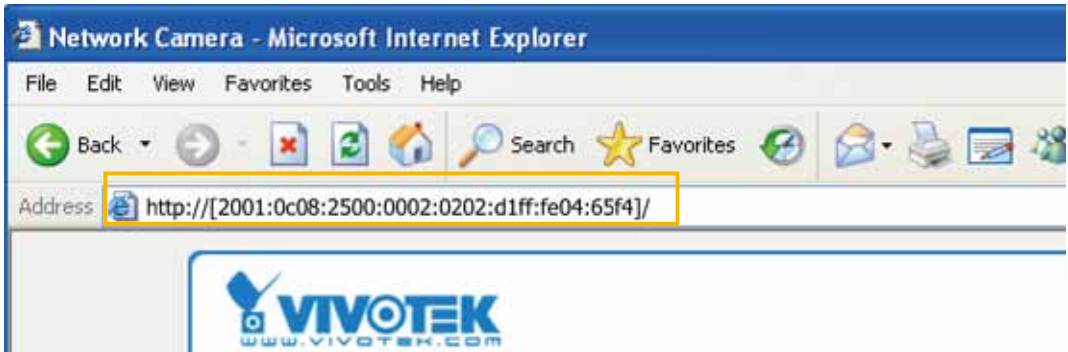 Network Camera - Microsoft Internet Explorer
File Edit View Favorites Tools Help
Back Search Favorites
Address http://[2001:0c08:2500:0002:0202:d1ff:fe04:65f4]/
VIVOTEK
www.vivotek.com